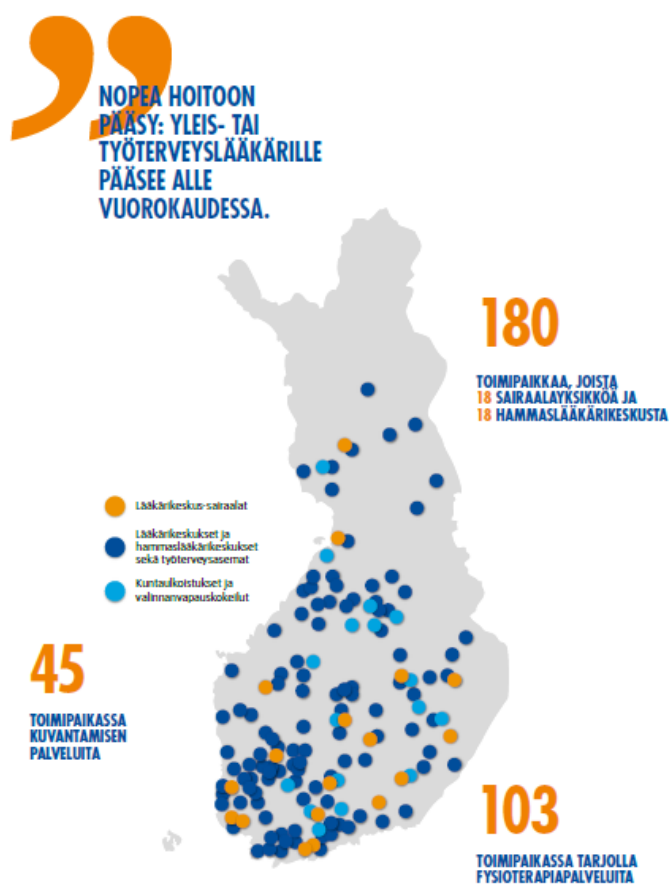 ”
NOPEA HOITOON
PÄÄSY: YLEIS- TAI
TYÖTERVEYSLÄÄKÄRILLE
PÄÄSEE ALLE
VUOROKAUDESSA.
180
TOIMIPAIKKAA, JOISTA
18 SAIRAALAYKSIKKÖÄ JA
18 HAMMASLÄÄKÄRIKESKUSTA
Lääkärikeskus-sairaalat
Lääkärikeskukset ja
hammaslääkärikeskukset
sekä työterveysasemat
Kuntaulkoistukset ja
valinnanvapauskokeilut
45
TOIMIPAIKASSA
KUVANTAMISEN
PALVELUITA
103
TOIMIPAIKASSA TARJOLLA
FYSIOTERAPIAPALVELUITA